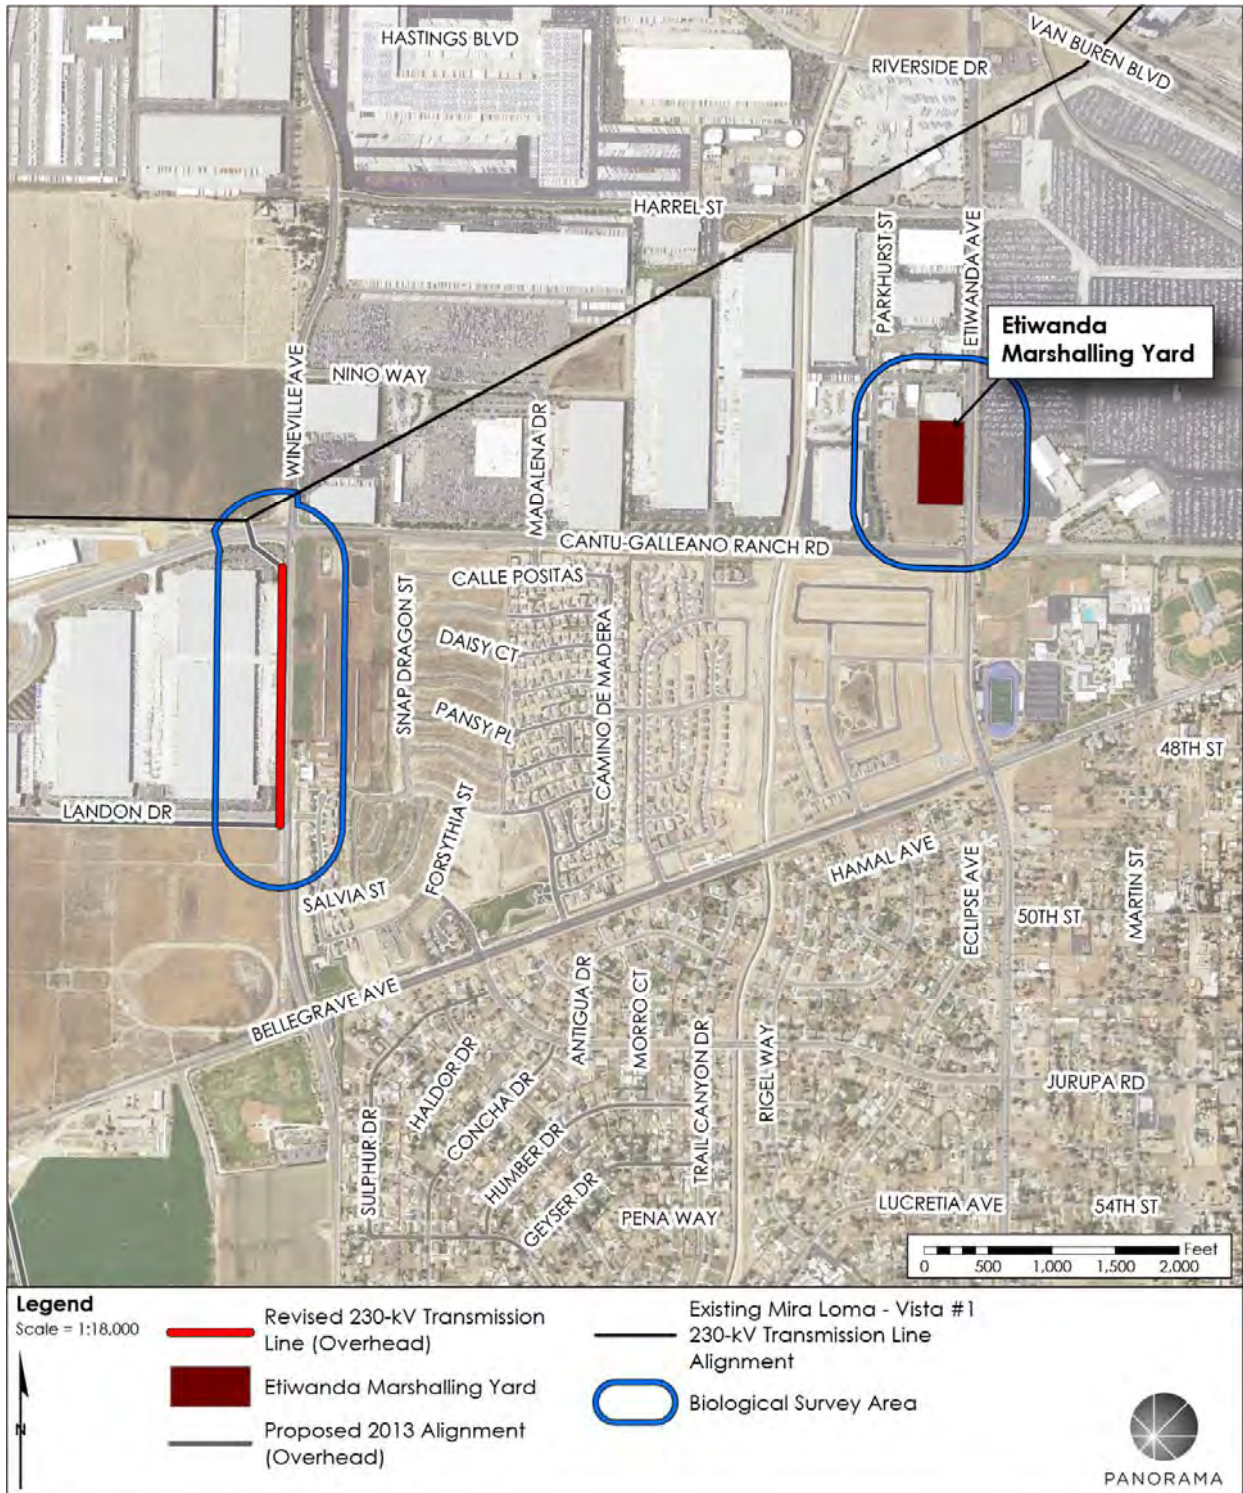 HASTINGS BLVD
VAN BUREN BLVD
RIVERSIDE DR
HARREL ST
PARKHURST ST
ETIWANDA AVE
Etiwanda
Marshalling Yard
WINEVILLE AVE
NINO WAY
MADALENA DR
CANTU-GALLEANO RANCH RD
CALLE POSITAS
SNAP DRAGON ST
DAISY CT
CAMINO DE MADERA
PANSY PL
48TH ST
LANDON DR
FORSYTHIA ST
HAMAL AVE
SALVIA ST
ECLIPSE AVE
MARTIN ST
50TH ST
BELLEGRAVE AVE
ANTIGUA DR
MORRO CT
TRAIL CANYON DR
RIGEL WAY
HALDOR DR
CONCHA DR
JURUPA RD
SULPHUR DR
HUMBER DR
GEYSER DR
PENA WAY
LUCRETIA AVE
54TH ST
Feet
0 500 1,000 1,500 2,000
Legend
Scale = 1:18,000
N
Revised 230-kV Transmission
Line (Overhead)
Etiwanda Marshalling Yard
Proposed 2013 Alignment
(Overhead)
Existing Mira Loma - Vista #1
230-kV Transmission Line
Alignment
Biological Survey Area
PANORAMA